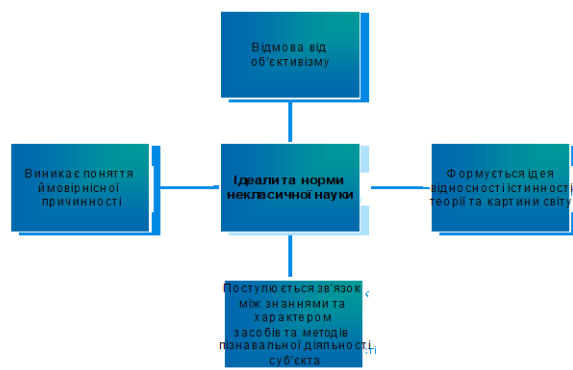 Відмова від
об'єктивізму
Виникає поняття
ймовірнісної
причинності
Ідеали та норми
некласичної науки
Формується ідея
відносності істинності
теорії та картини світу
Постулюється зв'язок
між знаннями та
характером
засобів та методів
пізнавальної діяльності
суб'єкта